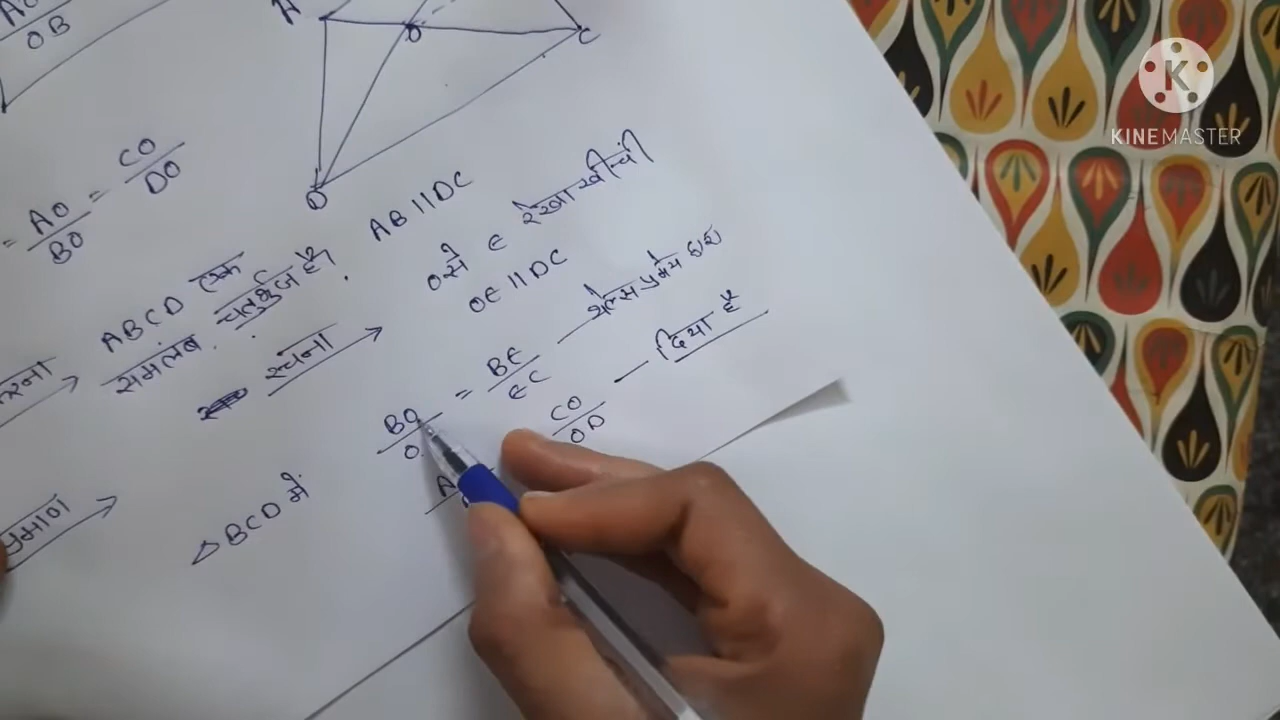 AO
OB
A
O
C
D
= AO/BO = CO/DO
ABCD एक
समलंब. चतुर्भुज है। AB॥DC
रचना
O से E रेखा खींची
OE॥DC
BO/O = BE/EC — थेल्स प्रमेय द्वारा
CO/OD — दिया है
A
प्रमाण
△BCD में
KINEMASTER